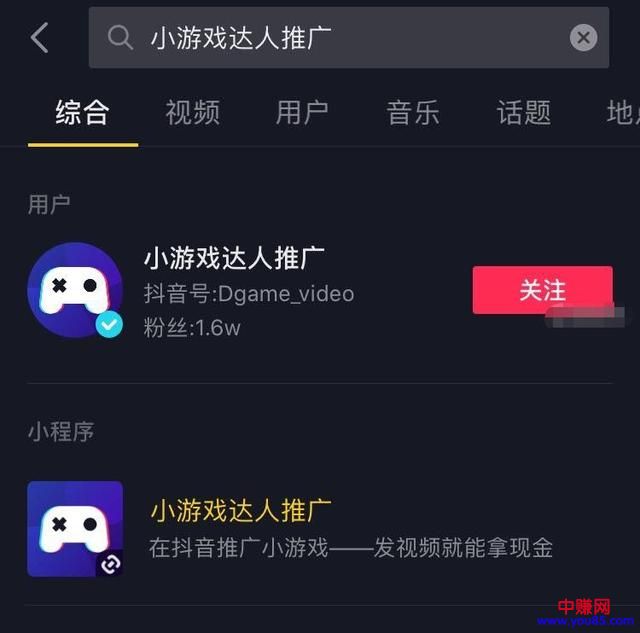 小游戏达人推广
综合 视频 用户 音乐 话题
用户
小游戏达人推广
抖音号:Dgame_video
关注
粉丝:1.6w
小程序
小游戏达人推广
在抖音推广小游戏——发视频就能拿现金
中赚网
www.you85.com